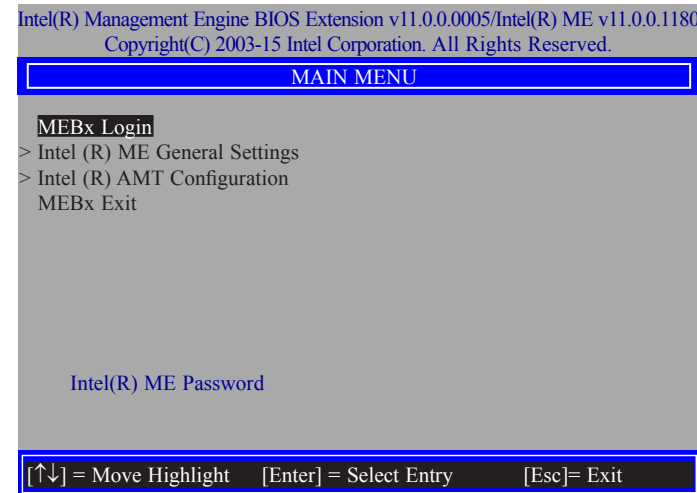 Intel(R) Management Engine BIOS Extension v11.0.0.0005/Intel(R) ME v11.0.0.1180
Copyright(C) 2003-15 Intel Corporation. All Rights Reserved.
MAIN MENU
MEBx Login
> Intel (R) ME General Settings
> Intel (R) AMT Configuration
MEBx Exit
Intel(R) ME Password
[↑↓] = Move Highlight [Enter] = Select Entry [Esc]= Exit